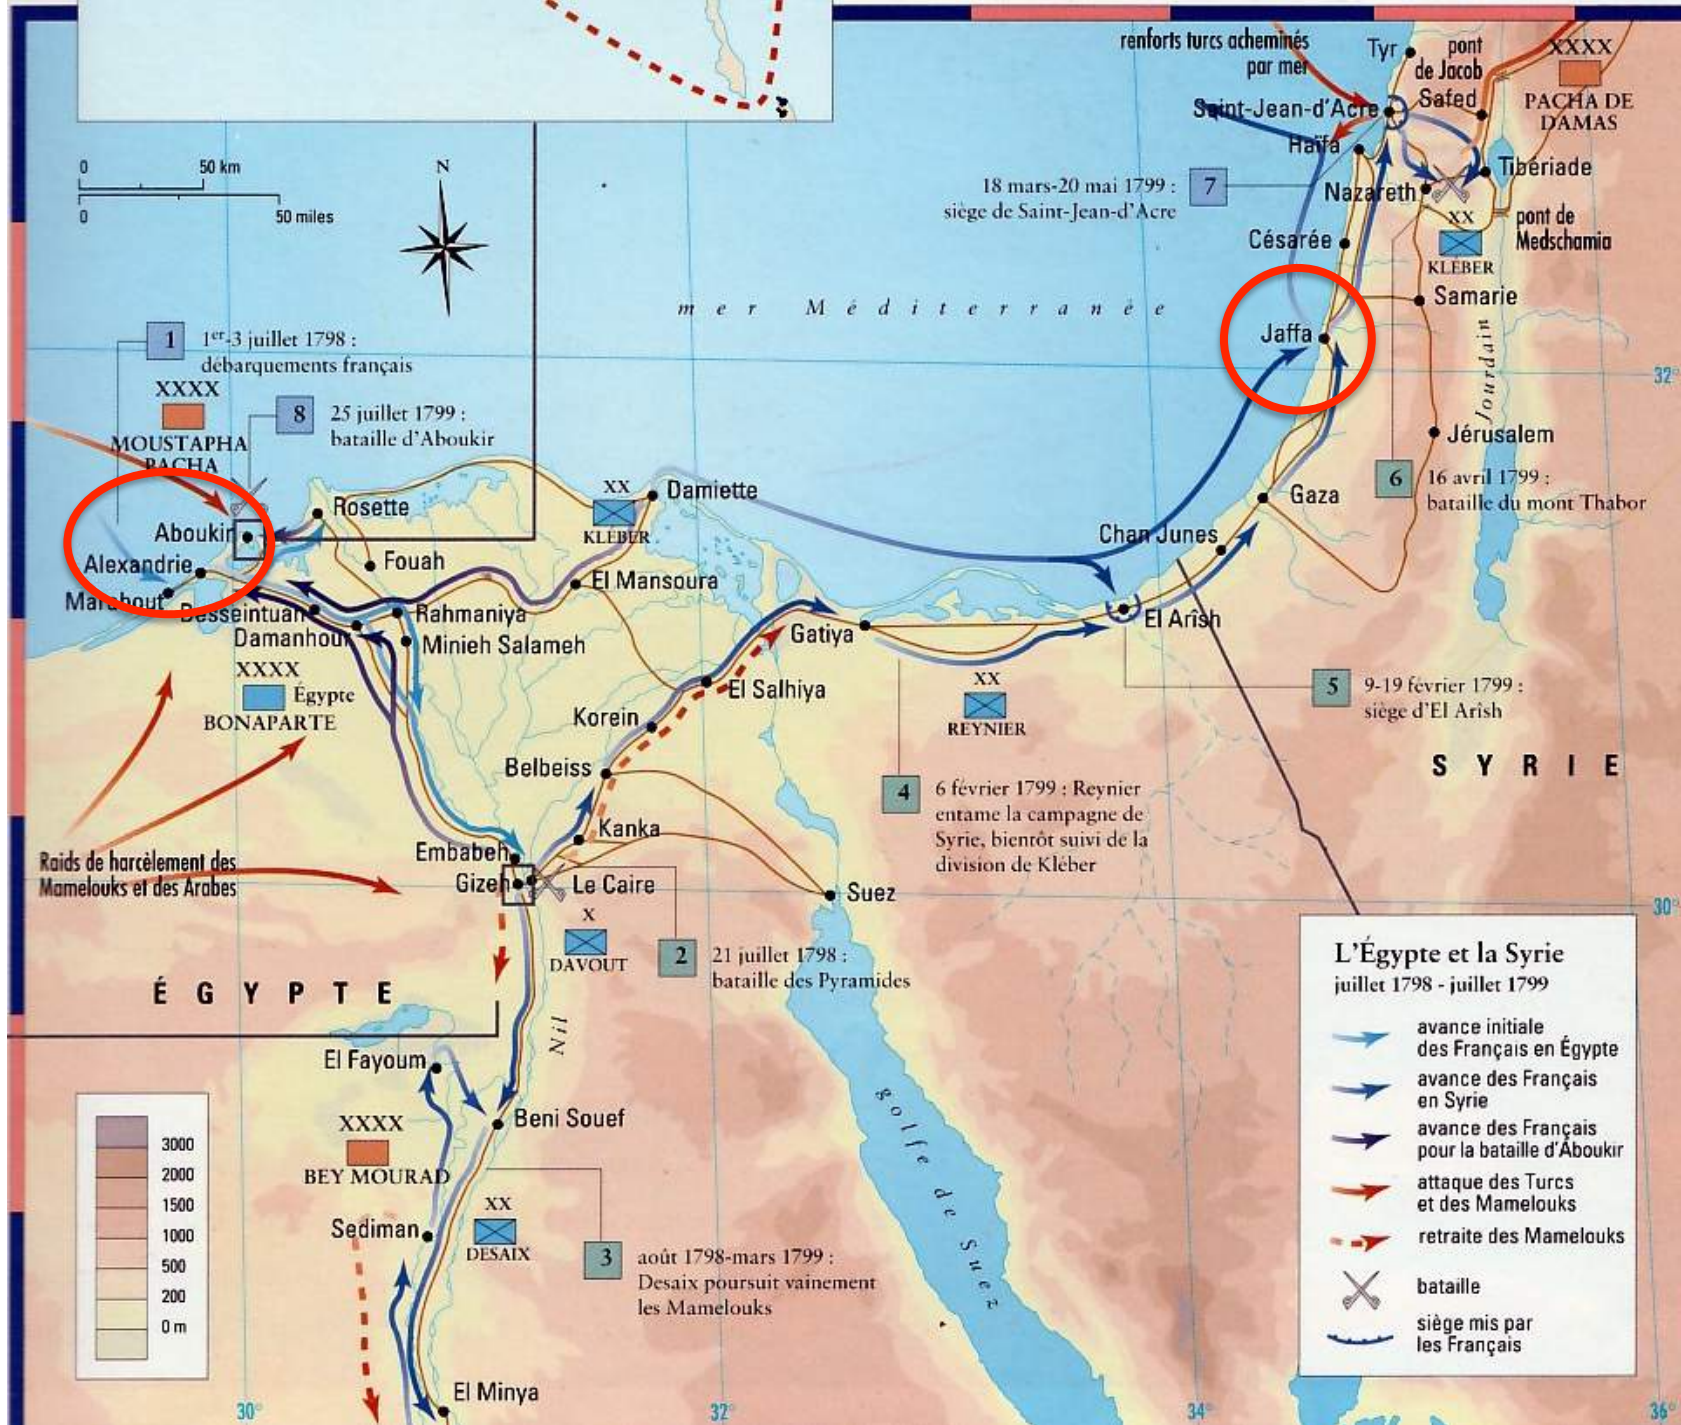 renforts turcs acheminés
par mer
Tyr
pont
de Jacob
XXXX
PACHA DE
DAMAS
Saint-Jean-d'Acre
Safed
Haïfa
Tibériade
Nazareth
18 mars-20 mai 1799 :
siège de Saint-Jean-d'Acre
7
XX
KLÉBER
pont de
Medschamia
Césarée
Samarie
0
50 km
0
50 miles
N
mer Méditerranée
Jaffa
Jourdain
32°
1
1er-3 juillet 1798 :
débarquements français
XXXX
MOUSTAPHA
PACHA
8
25 juillet 1799 :
bataille d'Aboukir
Jérusalem
6
16 avril 1799 :
bataille du mont Thabor
Rosette
XX
KLÉBER
Damiette
Gaza
Aboukir
Chan Junes
Alexandrie
Fouah
El Mansoura
Marabout
Besseintuan
Rahmaniya
Damanhour
Minieh Salameh
Gatiya
El Arîsh
XXXX
Égypte
BONAPARTE
El Salhiya
XX
REYNIER
5
9-19 février 1799 :
siège d'El Arîsh
Korein
Belbeiss
SYRIE
4
6 février 1799 : Reynier
entame la campagne de
Syrie, bientôt suivi de la
division de Kléber
Kanka
Embabeh
Raids de harcèlement des
Mamelouks et des Arabes
Gizeh
Le Caire
Suez
30°
X
DAVOUT
2
21 juillet 1798 :
bataille des Pyramides
ÉGYPTE
Nil
El Fayoum
golfe de Suez
Beni Souef
XXXX
BEY MOURAD
Sediman
XX
DESAIX
3
août 1798-mars 1799 :
Desaix poursuit vainement
les Mamelouks
El Minya
3000
2000
1500
1000
500
200
0 m
L'Égypte et la Syrie
juillet 1798 - juillet 1799
avance initiale
des Français en Égypte
avance des Français
en Syrie
avance des Français
pour la bataille d'Aboukir
attaque des Turcs
et des Mamelouks
retraite des Mamelouks
bataille
siège mis par
les Français
30°
32°
34°
36°